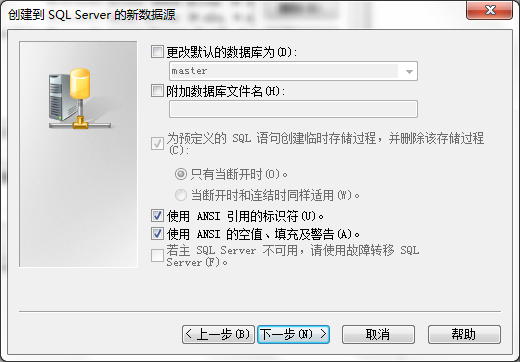 创建到 SQL Server 的新数据源
更改默认的数据库为(D):
master
附加数据库文件名(H):
为预定义的 SQL 语句创建临时存储过程，并删除该存储过程
(C):
只有当断开时(O)。
当断开时和连结时同样适用(W)。
使用 ANSI 引用的标识符(U)。
使用 ANSI 的空值、填充及警告(A)。
若主 SQL Server 不可用，请使用故障转移 SQL
Server(F)。
< 上一步(B)
下一步(N) >
取消
帮助